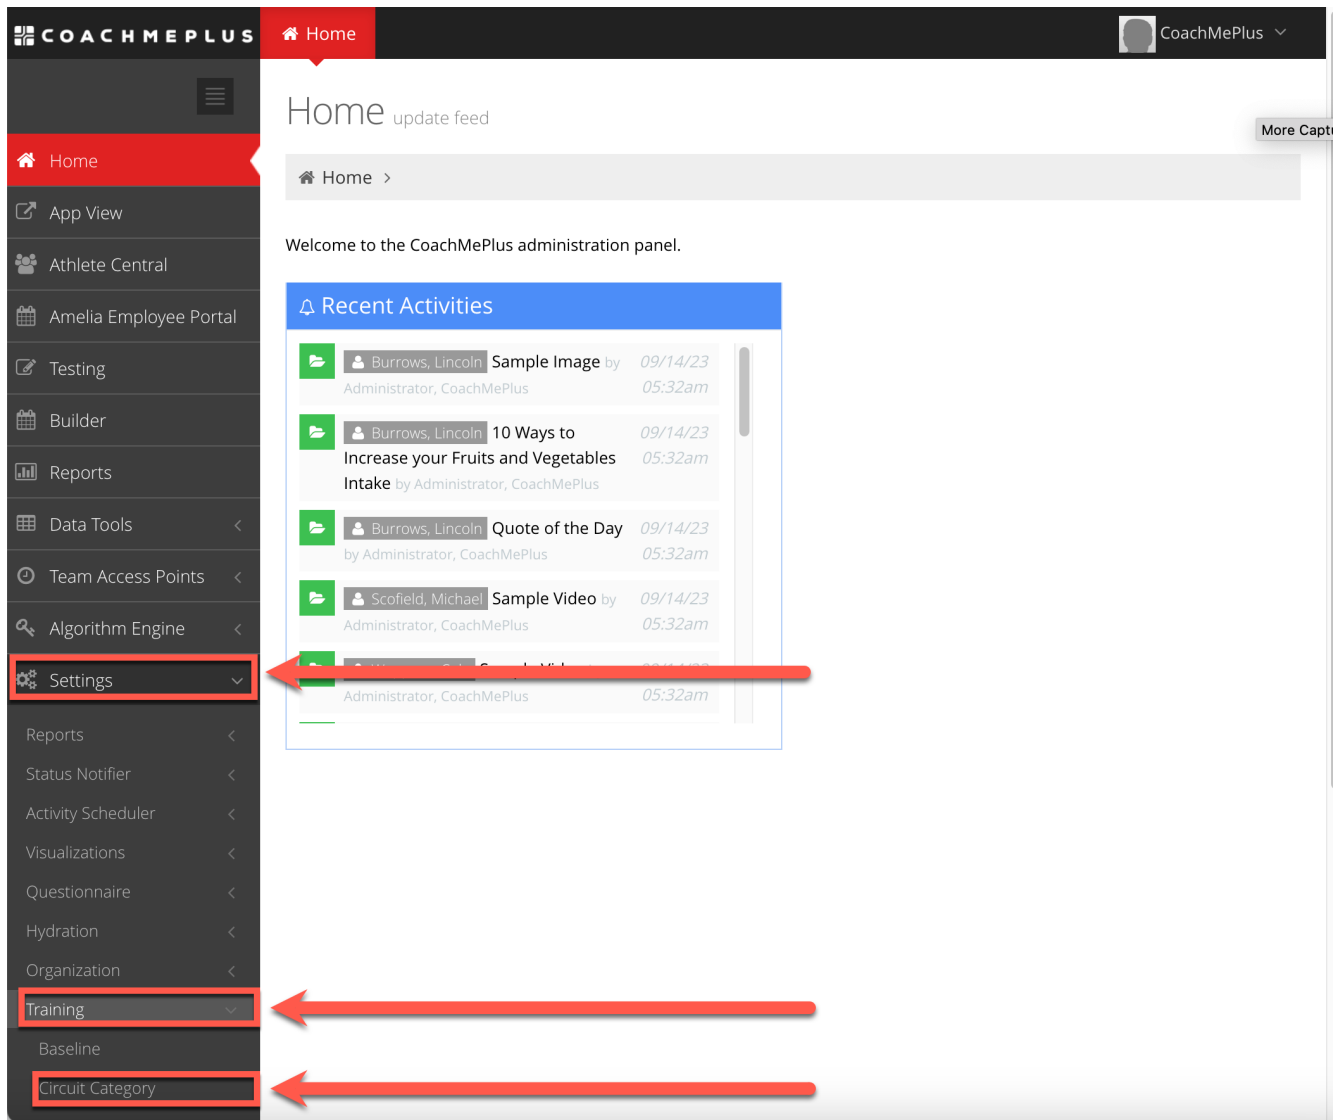 COACHMEPLUS
Home
CoachMePlus
Home update feed
More Capt
Home
Home
App View
Athlete Central
Amelia Employee Portal
Testing
Builder
Reports
Data Tools
Team Access Points
Algorithm Engine
Settings
Reports
Status Notifier
Activity Scheduler
Visualizations
Questionnaire
Hydration
Organization
Training
Baseline
Circuit Category
Welcome to the CoachMePlus administration panel.
Recent Activities
Burrows, Lincoln Sample Image by 09/14/23
Administrator, CoachMePlus 05:32am
Burrows, Lincoln 10 Ways to 09/14/23
Increase your Fruits and Vegetables 05:32am
Intake by Administrator, CoachMePlus
Burrows, Lincoln Quote of the Day 09/14/23
by Administrator, CoachMePlus 05:32am
Scofield, Michael Sample Video by 09/14/23
Administrator, CoachMePlus 05:32am
Administrator, CoachMePlus 05:32am